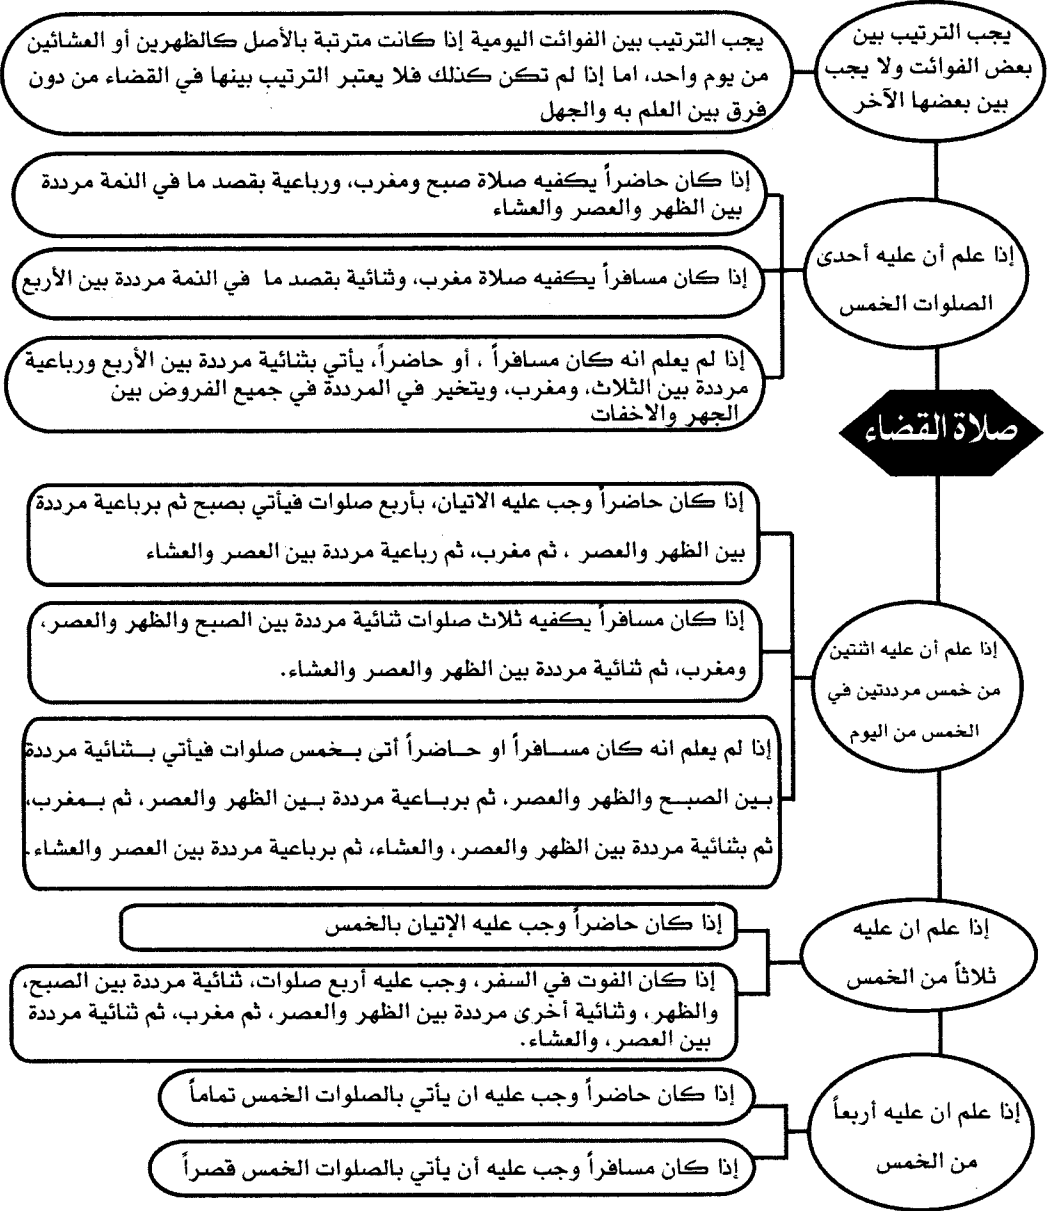 يجب الترتيب بين
بعض الفوائت ولا يجب
بين بعضها الآخر
يجب الترتيب بين الفوائت اليومية إذا كانت مترتبة بالأصل كالظهرين أو العشائين
من يوم واحد، اما إذا لم تكن كذلك فلا يعتبر الترتيب بينها في القضاء من دون
فرق بين العلم به والجهل
إذا علم أن عليه أحدى
الصلوات الخمس
إذا كان حاضراً يكفيه صلاة صبح ومغرب، ورباعية بقصد ما في الذمة مرددة
بين الظهر والعصر والعشاء
إذا كان مسافراً يكفيه صلاة مغرب، وثنائية بقصد ما في الذمة مرددة بين الأربع
إذا لم يعلم انه كان مسافراً ، أو حاضراً، يأتي بثنائية مرددة بين الأربع ورباعية
مرددة بين الثلاث، ومغرب، ويتخير في المرددة في جميع الفروض بين
الجهر والاخفات
صلاة القضاء
إذا علم أن عليه اثنتين
من خمس مرددتين في
الخمس من اليوم
إذا كان حاضراً وجب عليه الاتيان، بأربع صلوات فيأتي بصبح ثم برباعية مرددة
بين الظهر والعصر ، ثم مغرب، ثم رباعية مرددة بين العصر والعشاء
إذا كان مسافراً يكفيه ثلاث صلوات ثنائية مرددة بين الصبح والظهر والعصر،
ومغرب، ثم ثنائية مرددة بين الظهر والعصر والعشاء.
إذا لم يعلم انه كان مسافراً او حاضراً أتى بخمس صلوات فيأتي بثنائية مرددة
بين الصبح والظهر والعصر، ثم برباعية مرددة بين الظهر والعصر، ثم بمغرب،
ثم بثنائية مرددة بين الظهر والعصر، والعشاء، ثم برباعية مرددة بين العصر والعشاء.
إذا علم ان عليه
ثلاثاً من الخمس
إذا كان حاضراً وجب عليه الإتيان بالخمس
إذا كان الفوت في السفر، وجب عليه أربع صلوات، ثنائية مرددة بين الصبح،
والظهر، وثنائية أخرى مرددة بين الظهر والعصر، ثم مغرب، ثم ثنائية مرددة
بين العصر، والعشاء.
إذا علم ان عليه أربعاً
من الخمس
إذا كان حاضراً وجب عليه ان يأتي بالصلوات الخمس تماماً
إذا كان مسافراً وجب عليه أن يأتي بالصلوات الخمس قصراً